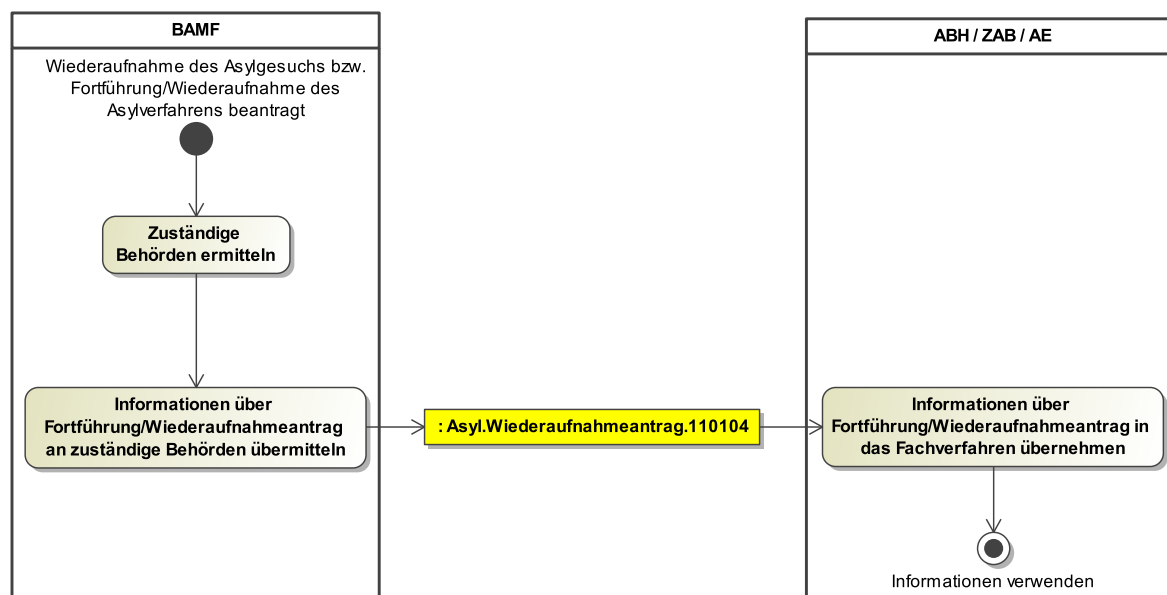 BAMF
Wiederaufnahme des Asylgesuchs bzw.
Fortführung/Wiederaufnahme des
Asylverfahrens beantragt
Zuständige
Behörden ermitteln
Informationen über
Fortführung/Wiederaufnahmeantrag
an zuständige Behörden übermitteln
: Asyl.Wiederaufnahmeantrag.110104
ABH / ZAB / AE
Informationen über
Fortführung/Wiederaufnahmeantrag in
das Fachverfahren übernehmen
Informationen verwenden